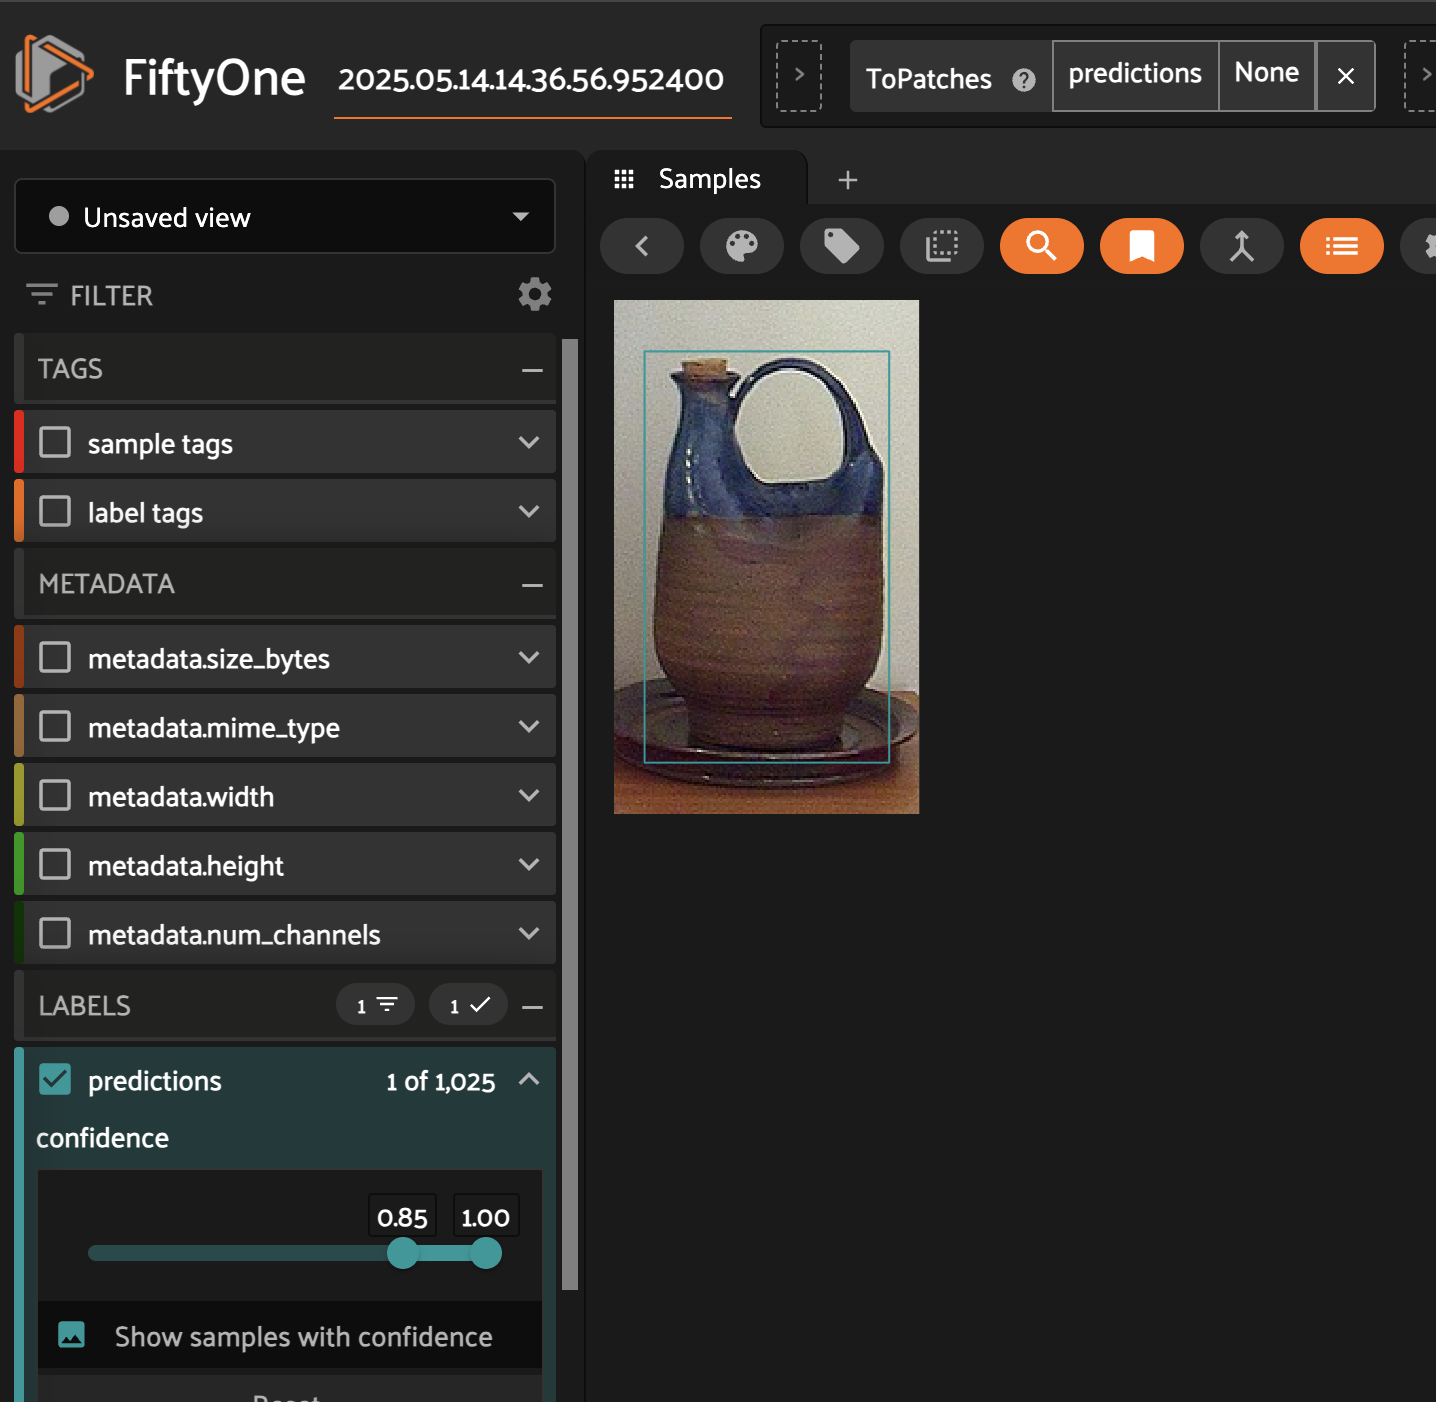 FiftyOne
2025.05.14.14.36.56.952400
ToPatches ? predictions None
Unsaved view
Samples
FILTER
TAGS
sample tags
label tags
METADATA
metadata.size_bytes
metadata.mime_type
metadata.width
metadata.height
metadata.num_channels
LABELS 1 1
predictions 1 of 1,025
confidence
0.85 1.00
Show samples with confidence
Reset